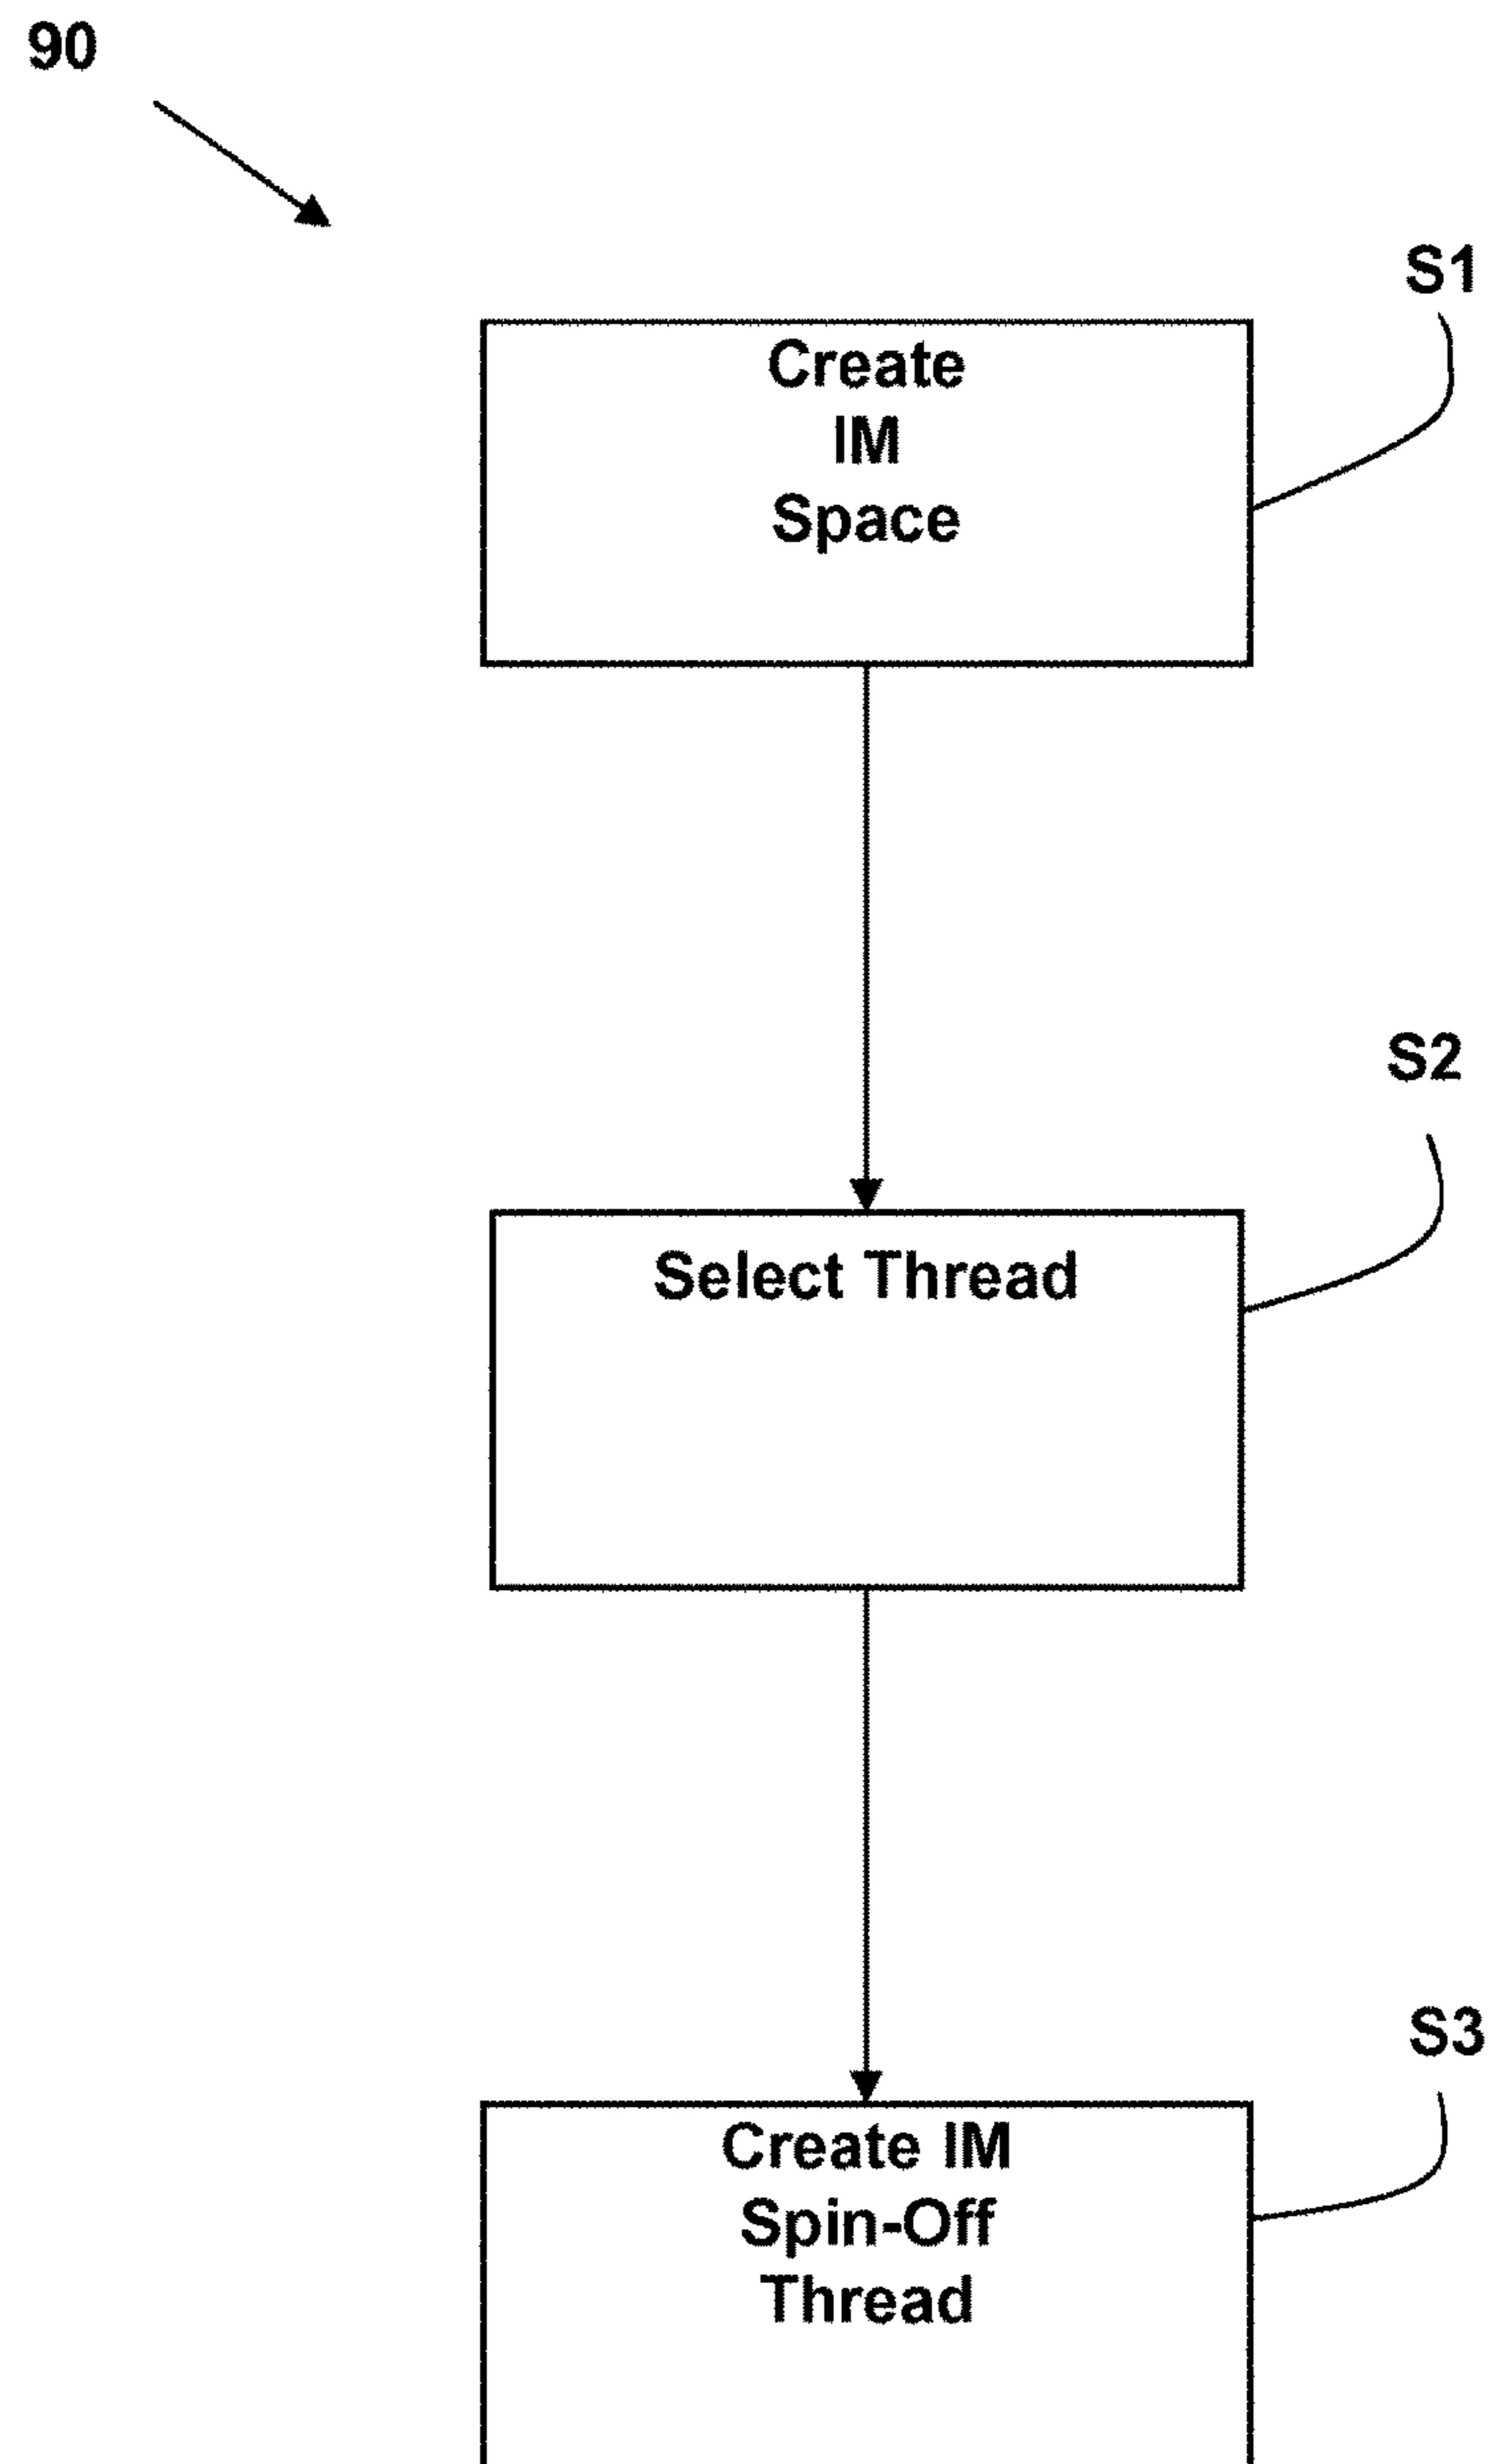 90
S1
Create
IM
Space
S2
Select Thread
S3
Create IM
Spin-Off
Thread